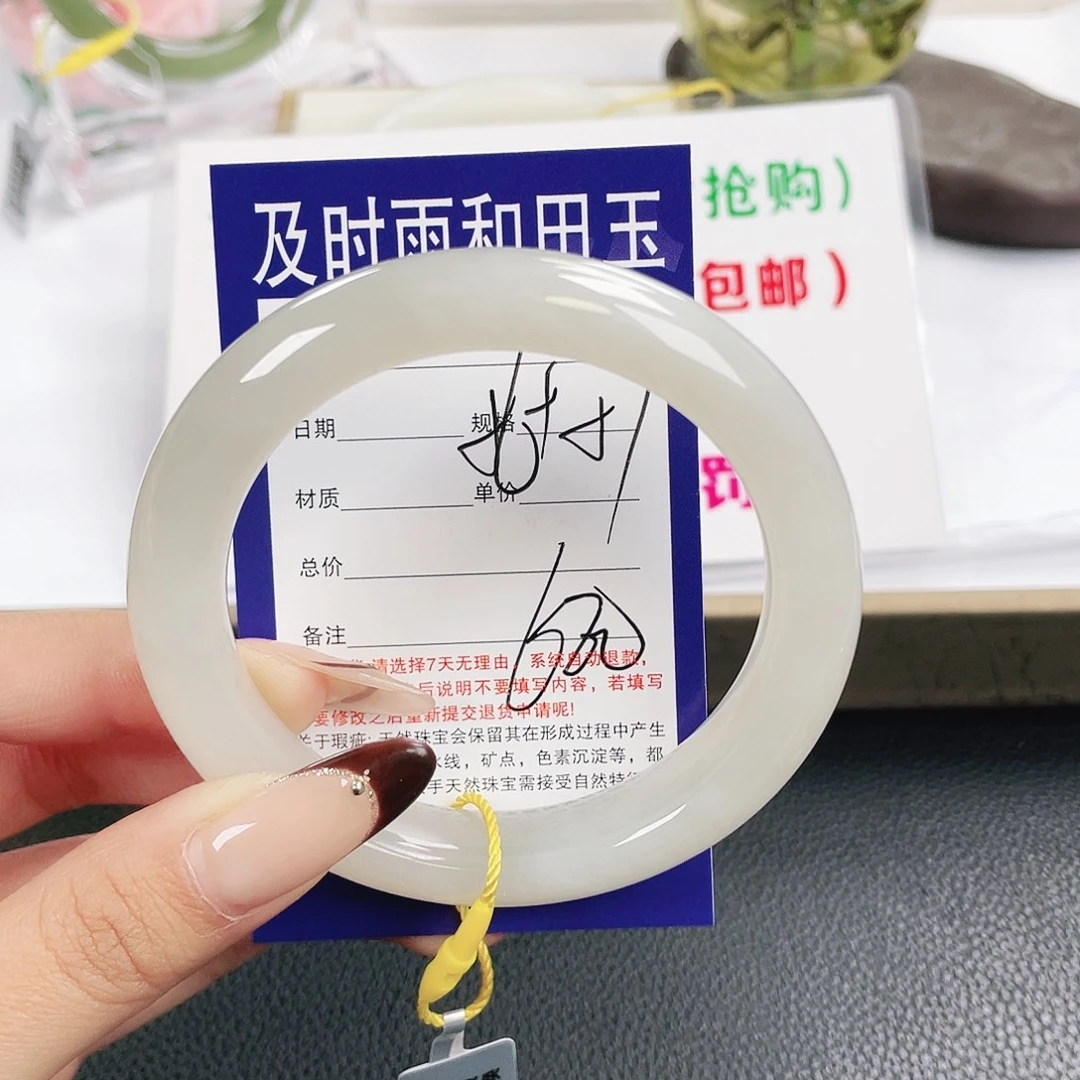 及时雨和田玉
抢购）
包邮）
日期 规格
材质 单价
总价
备注
请选择7天无理由，系统自动退款，
后说明不要填写内容，若填写
要修改之后重新提交退货申请呢！
关于瑕疵：天然珠宝会保留其在形成过程中产生
水线，矿点，色素沉淀等，都
手天然珠宝需接受自然特